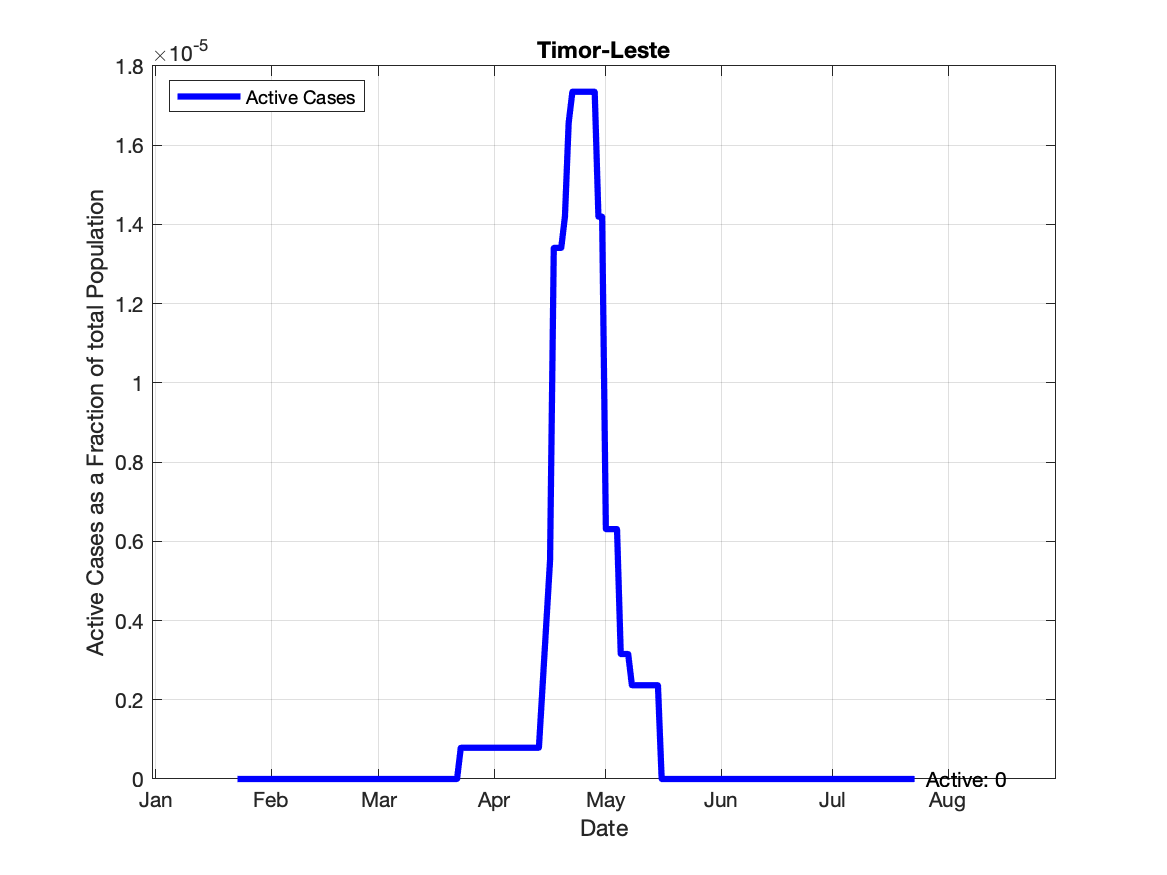 ×10-5
Timor-Leste
Active Cases
1.8
1.6
1.4
1.2
1
0.8
0.6
0.4
0.2
0
Active Cases as a Fraction of total Population
Active: 0
Jan Feb Mar Apr May Jun Jul Aug
Date